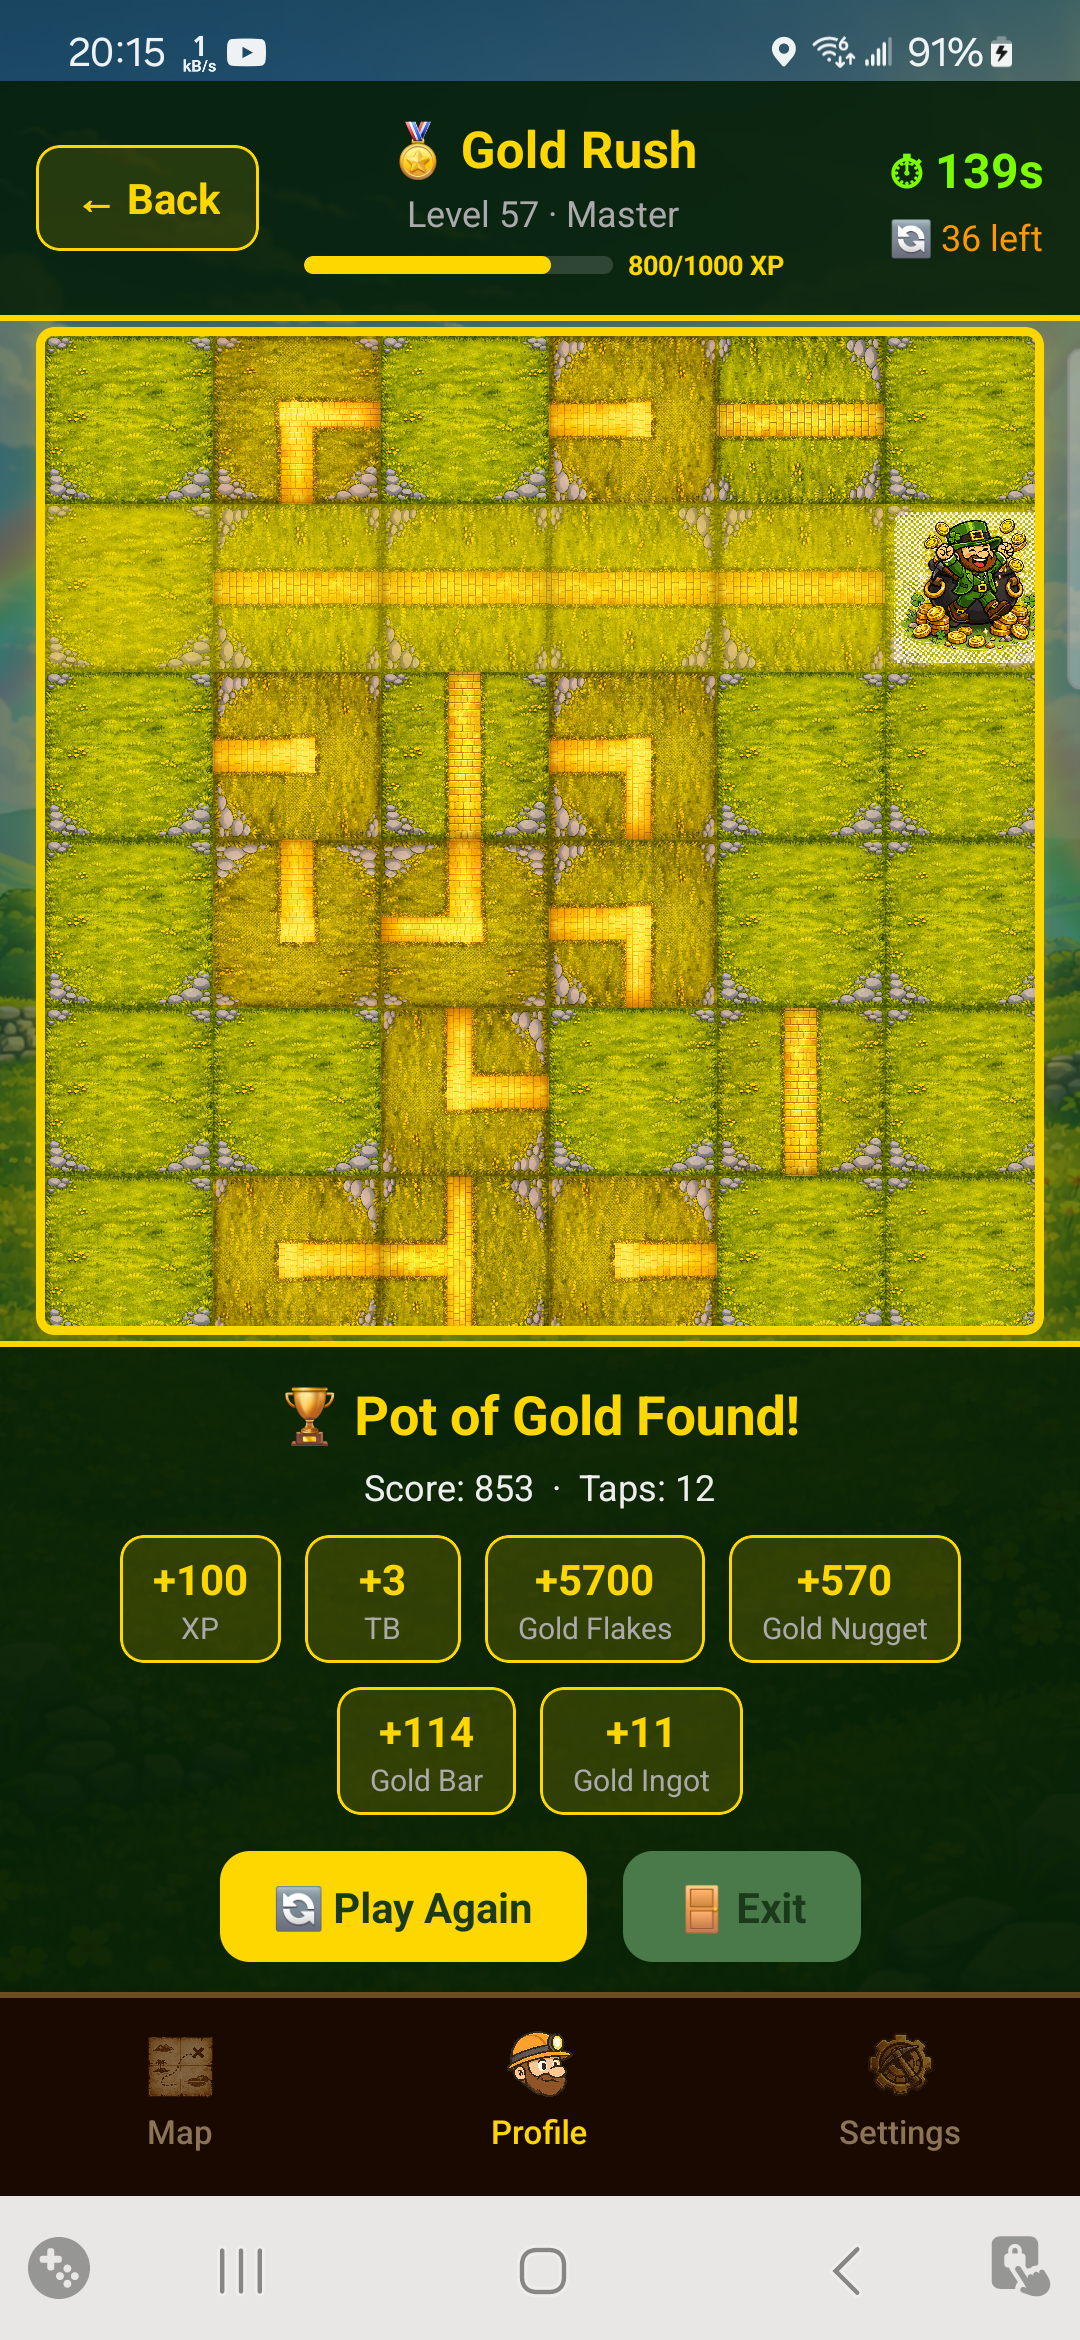 20:15 1 kB/s 6 91%
← Back
Gold Rush
Level 57 · Master
800/1000 XP
139s
36 left
Pot of Gold Found!
Score: 853 · Taps: 12
+100
XP
+3
TB
+5700
Gold Flakes
+570
Gold Nugget
+114
Gold Bar
+11
Gold Ingot
Play Again
Exit
Map
Profile
Settings